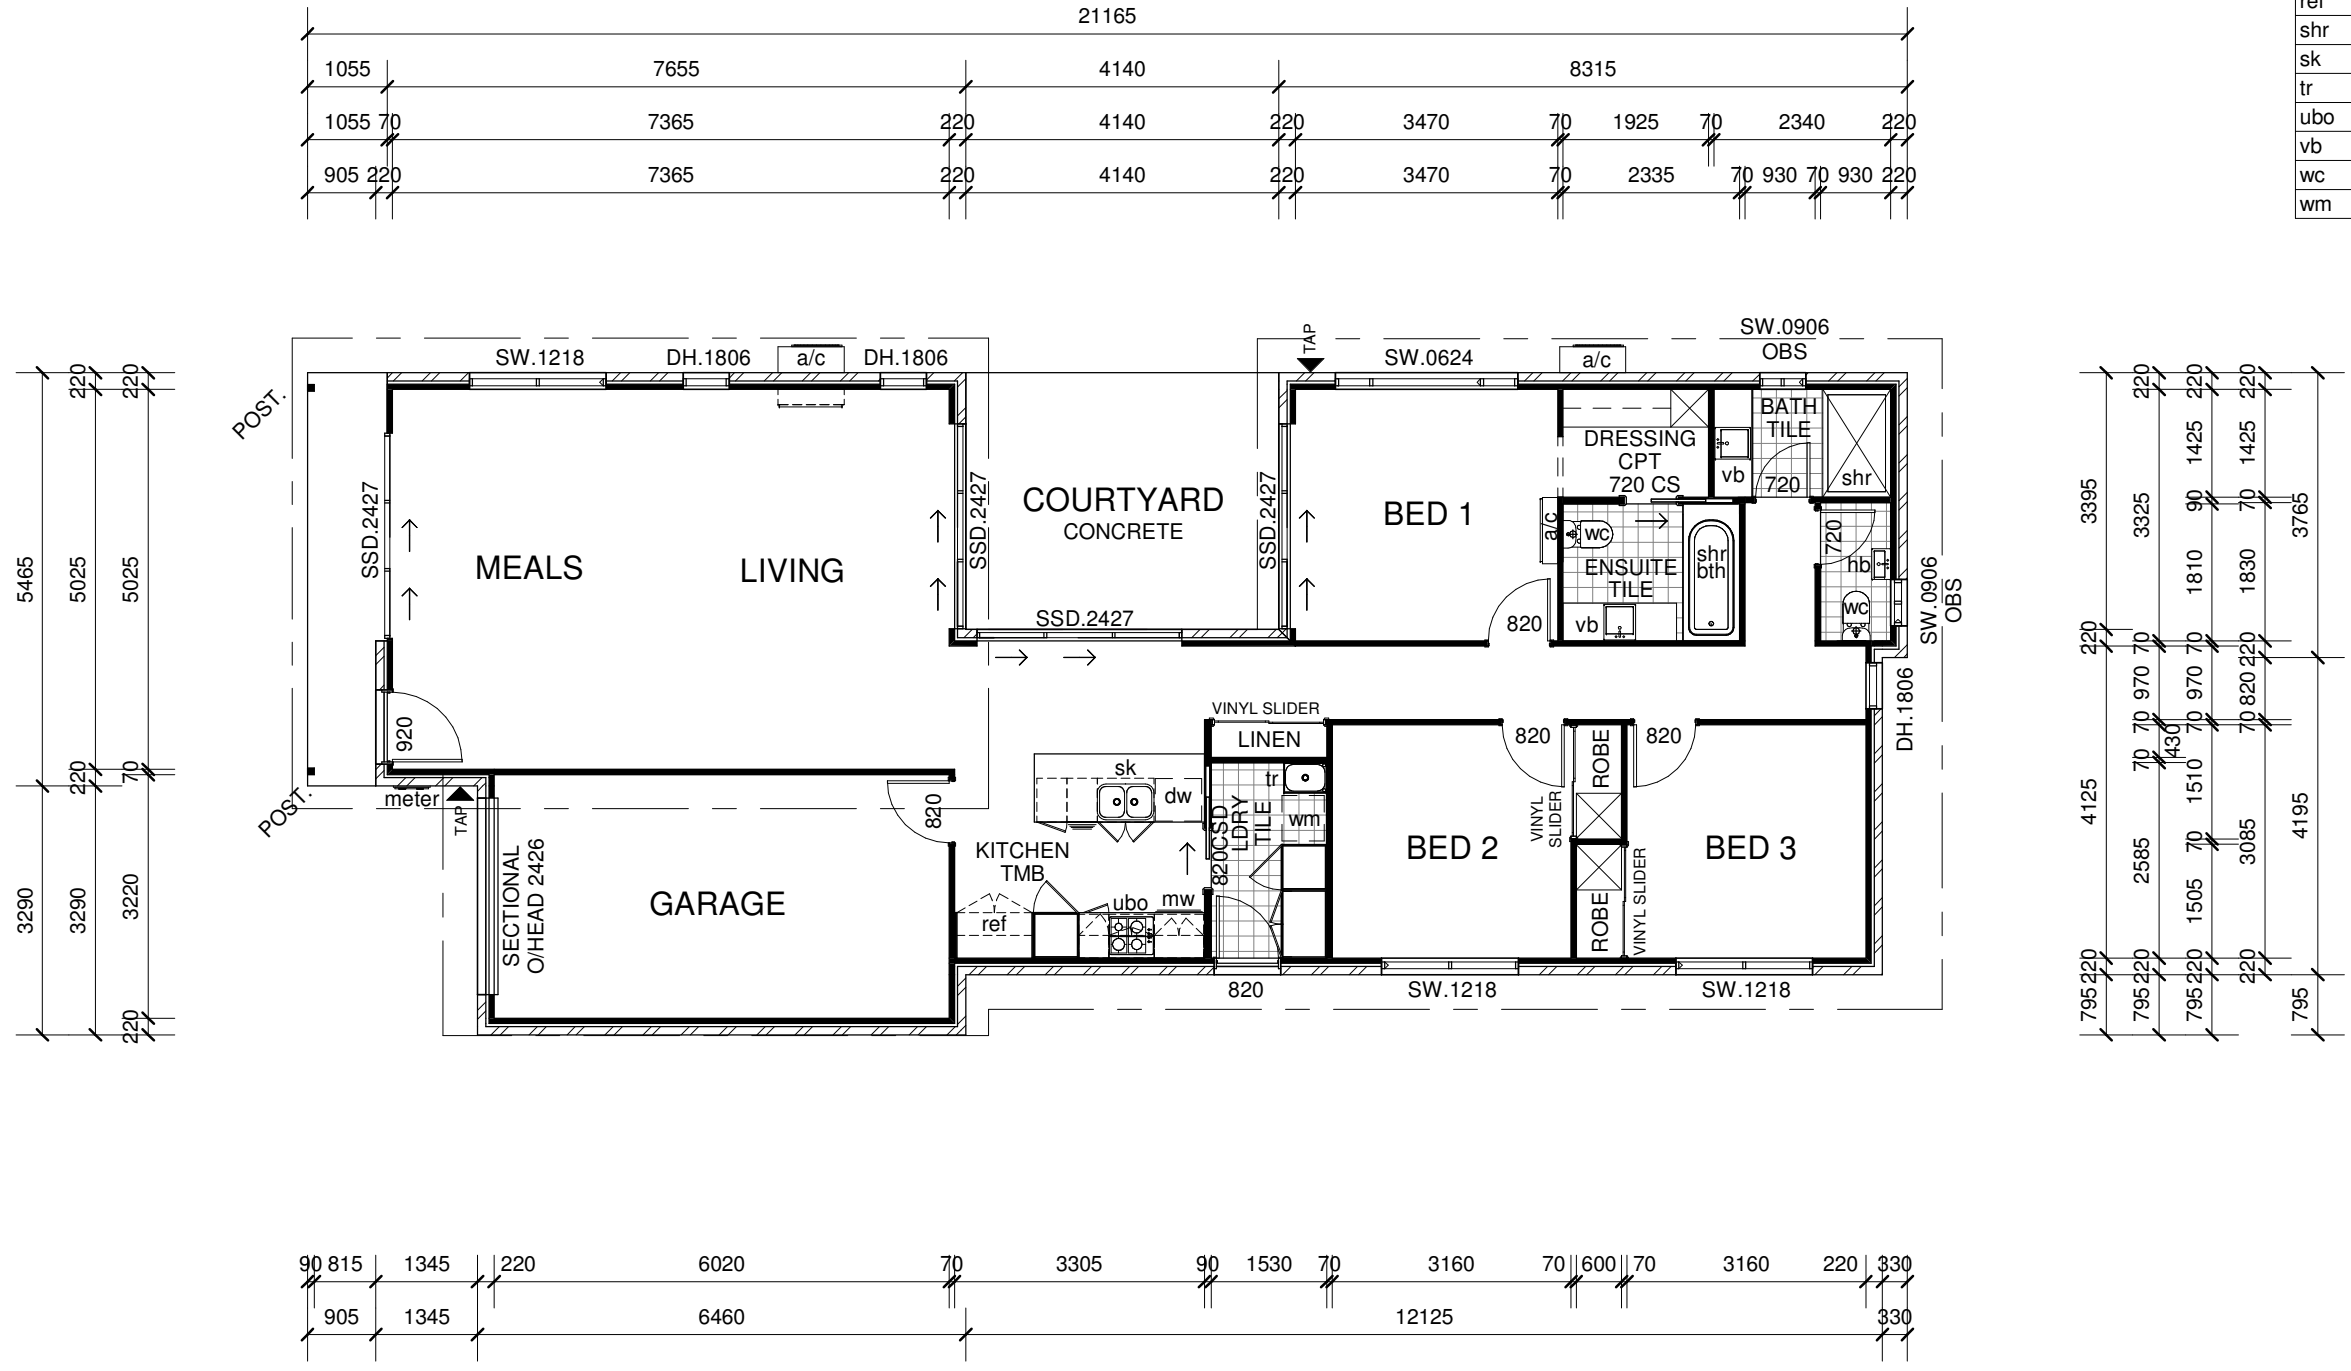 21165
1055 7655 4140 8315
1055 70 7365 220 4140 220 3470 70 1925 70 2340 220
905 220 7365 220 4140 220 3470 70 2335 70 930 70 930 220
shr
sk
tr
ubo
vb
wc
wm
SW.1218 DH.1806 a/c DH.1806
TAP
SW.0624 a/c
SW.0906
OBS
POST.
SSD.2427
MEALS
LIVING
SSD.2427
COURTYARD
CONCRETE
SSD.2427
SSD.2427
BED 1
a/c
820
DRESSING
CPT
720 CS
BATH
TILE
vb
720
shr
wc
ENSUITE
TILE
shr
bth
vb
720
hb
wc
SW.0906
OBS
DH.1806
920
POST.
meter
TAP
SECTIONAL
O/HEAD 2426
GARAGE
820
KITCHEN
TMB
sk
dw
ref
ubo
mw
VINYL SLIDER
LINEN
820CSD
LDRY
TILE
tr
wm
820
BED 2
820
VINYL
SLIDER
ROBE
ROBE
VINYL SLIDER
820
BED 3
SW.1218
SW.1218
5465 3290
220 5025 220 3290
220 5025 70 3220 220
3395 220 4125 220 795
220 3325 70 970 70 430 70 2585 220 795
220 1425 90 1810 70 970 70 1510 70 1505 220 795
220 1425 70 1830 220 820 70 3085 220
3765 4195 795
90 815 1345 220 6020 70 3305 90 1530 70 3160 70 600 70 3160 220 330
905 1345 6460 12125 330